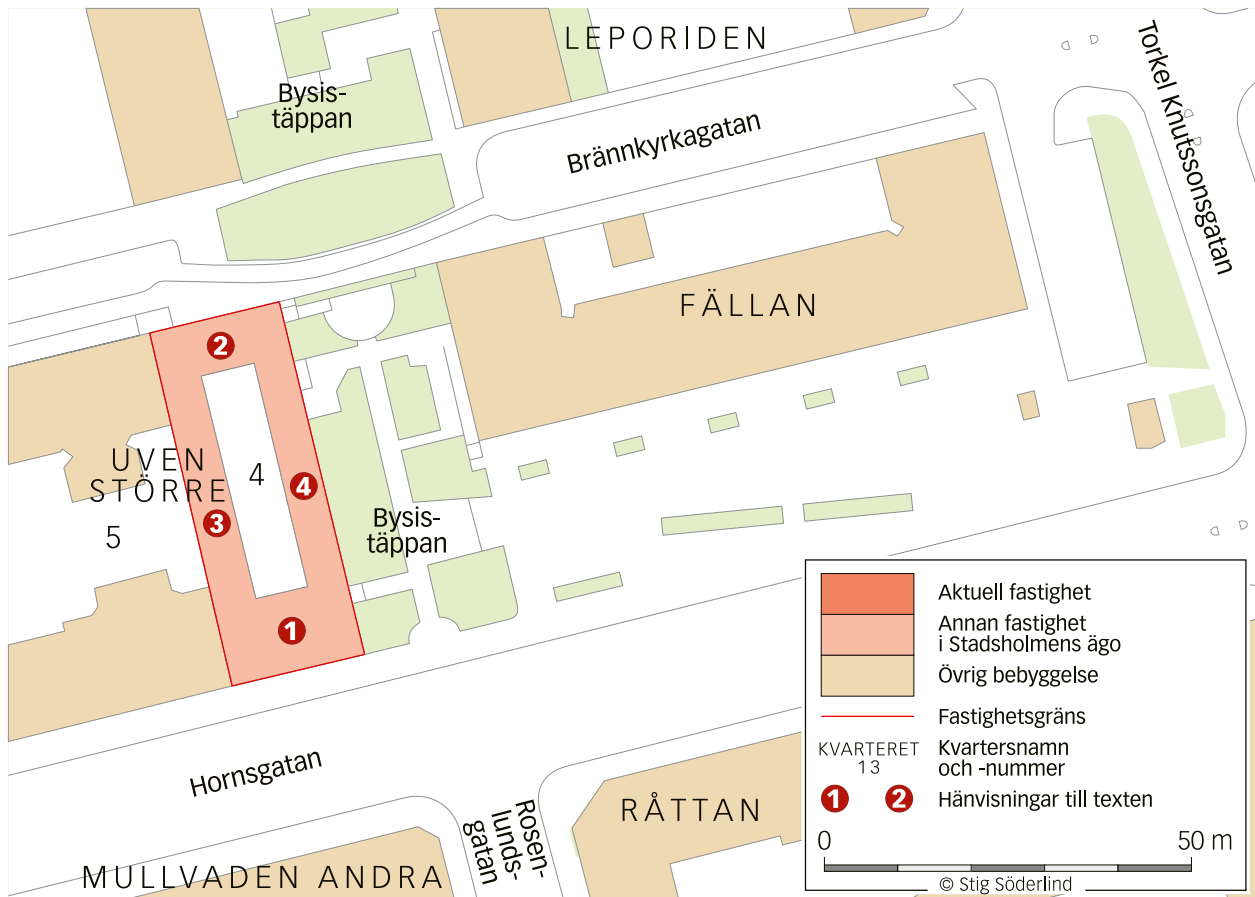 LEPORIDEN
Torkel Knutssonsgatan
Bysis-
täppan
Brännkyrkagatan
FÄLLAN
2
UVEN
STÖRRE
4
4
3
5
Bysis-
täppan
1
Hornsgatan
Rosen-
lunds-
gatan
RÅTTAN
MULLVADEN ANDRA
Aktuell fastighet
Annan fastighet
i Stadsholmens ägo
Övrig bebyggelse
Fastighetsgräns
KVARTERET
13
Kvartersnamn
och -nummer
1 2 Hänvisningar till texten
0 50 m
© Stig Söderlind